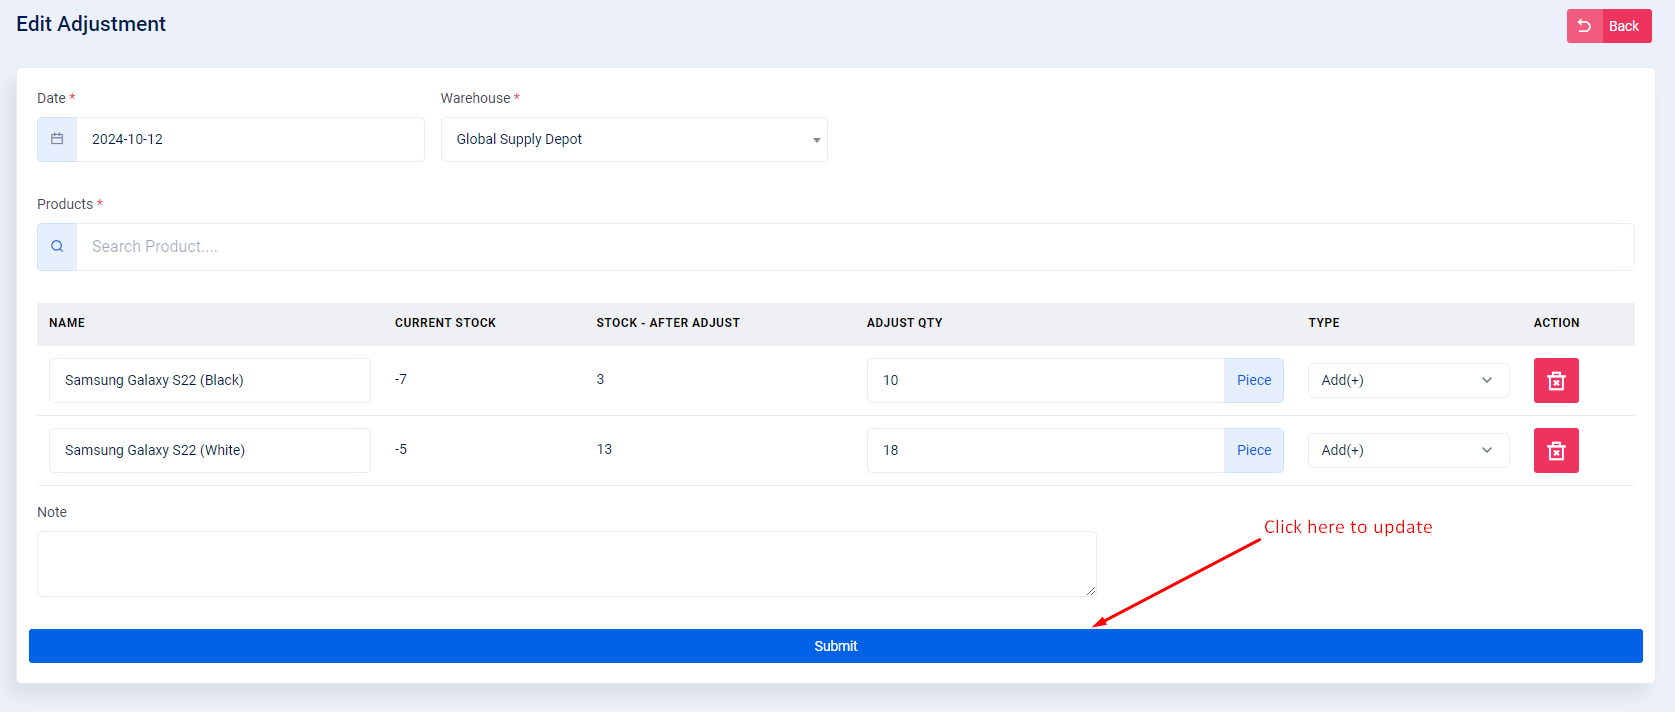 Edit Adjustment
Back
Date *
Warehouse *
2024-10-12
Global Supply Depot
Products *
Search Product....
NAME CURRENT STOCK STOCK - AFTER ADJUST ADJUST QTY TYPE ACTION
Samsung Galaxy S22 (Black) -7 3 10 Piece Add(+)
Samsung Galaxy S22 (White) -5 13 18 Piece Add(+)
Note
Click here to update
Submit